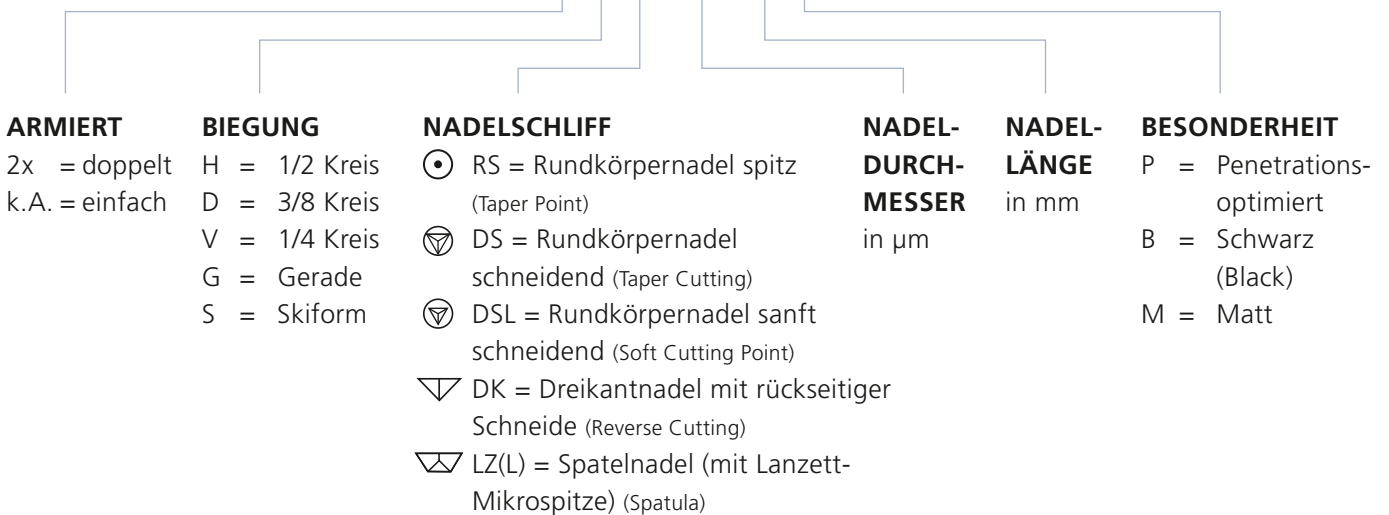 ARMIERT
2x = doppelt
k.A. = einfach
BIEGUNG
H = 1/2 Kreis
D = 3/8 Kreis
V = 1/4 Kreis
G = Gerade
S = Skiform
NADELSCHLIFF
RS = Rundkörpernadel spitz
(Taper Point)
DS = Rundkörpernadel
schneidend (Taper Cutting)
DSL = Rundkörpernadel sanft
schneidend (Soft Cutting Point)
DK = Dreikantnadel mit rückseitiger
Schneide (Reverse Cutting)
LZ(L) = Spatelnadel (mit Lanzett-
Mikrospitze) (Spatula)
NADEL-
DURCH-
MESSER
in µm
NADEL-
LÄNGE
in mm
BESONDERHEIT
P = Penetrations-
optimiert
B = Schwarz
(Black)
M = Matt